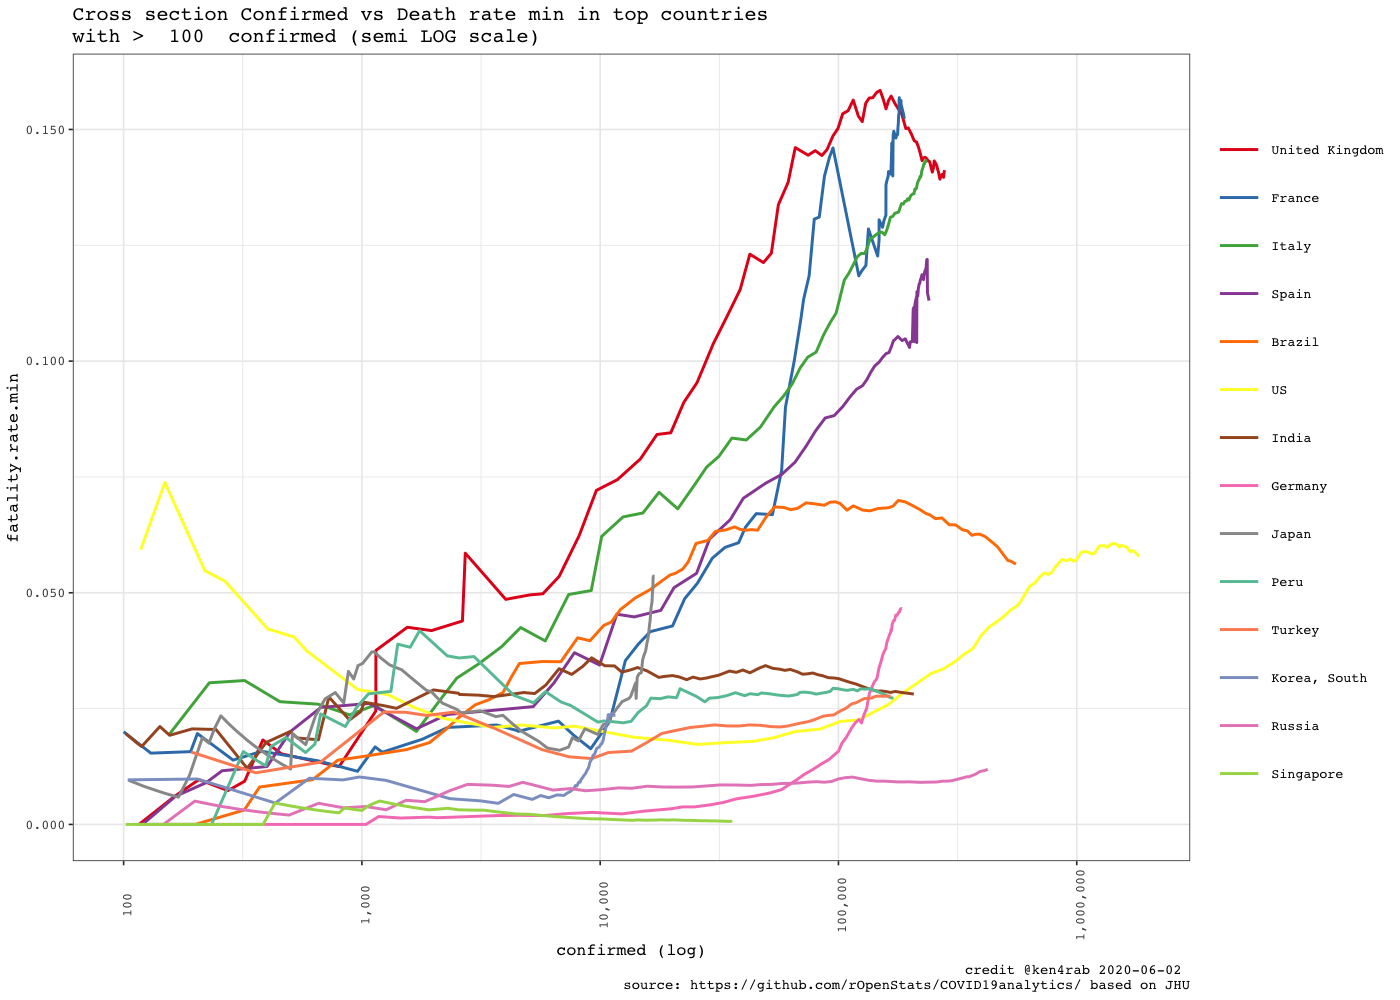 Cross section Confirmed vs Death rate min in top countries
with >  100  confirmed (semi LOG scale)
fatality.rate.min
0.150
0.100
0.050
0.000
100
1,000
10,000
100,000
1,000,000
confirmed (log)
United Kingdom
France
Italy
Spain
Brazil
US
India
Germany
Japan
Peru
Turkey
Korea, South
Russia
Singapore
credit @ken4rab 2020-06-02
source: https://github.com/rOpenStats/COVID19analytics/ based on JHU